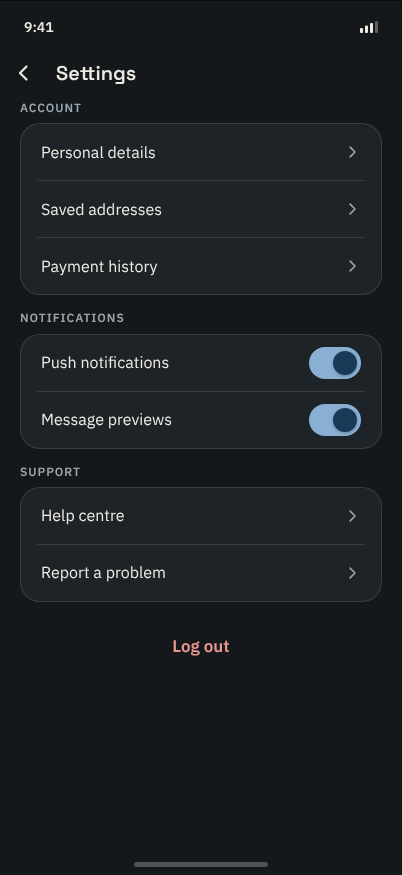 9:41
Settings
ACCOUNT
Personal details
Saved addresses
Payment history
NOTIFICATIONS
Push notifications
Message previews
SUPPORT
Help centre
Report a problem
Log out